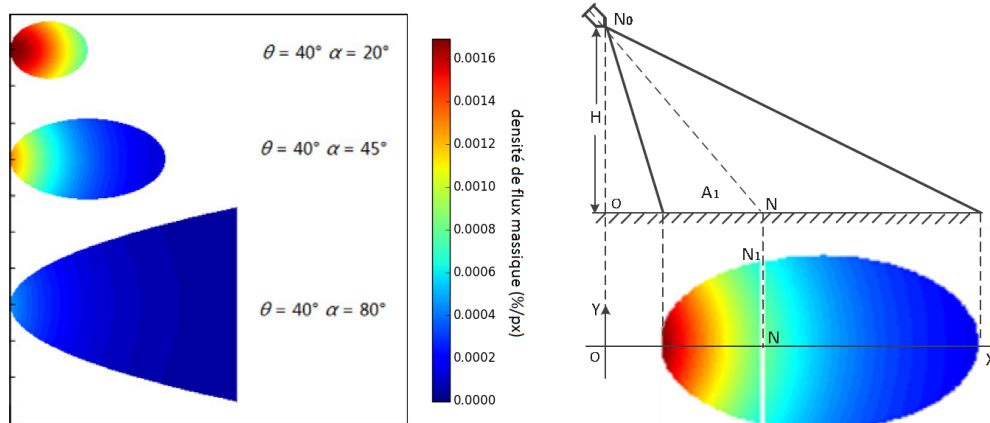 θ = 40° α = 20°
θ = 40° α = 45°
θ = 40° α = 80°
0.0016
0.0014
0.0012
0.0010
0.0008
0.0006
0.0004
0.0002
0.0000
densité de flux massique (%/px)
N₀
H
A₁
O
N
N₁
Y
N
O
X